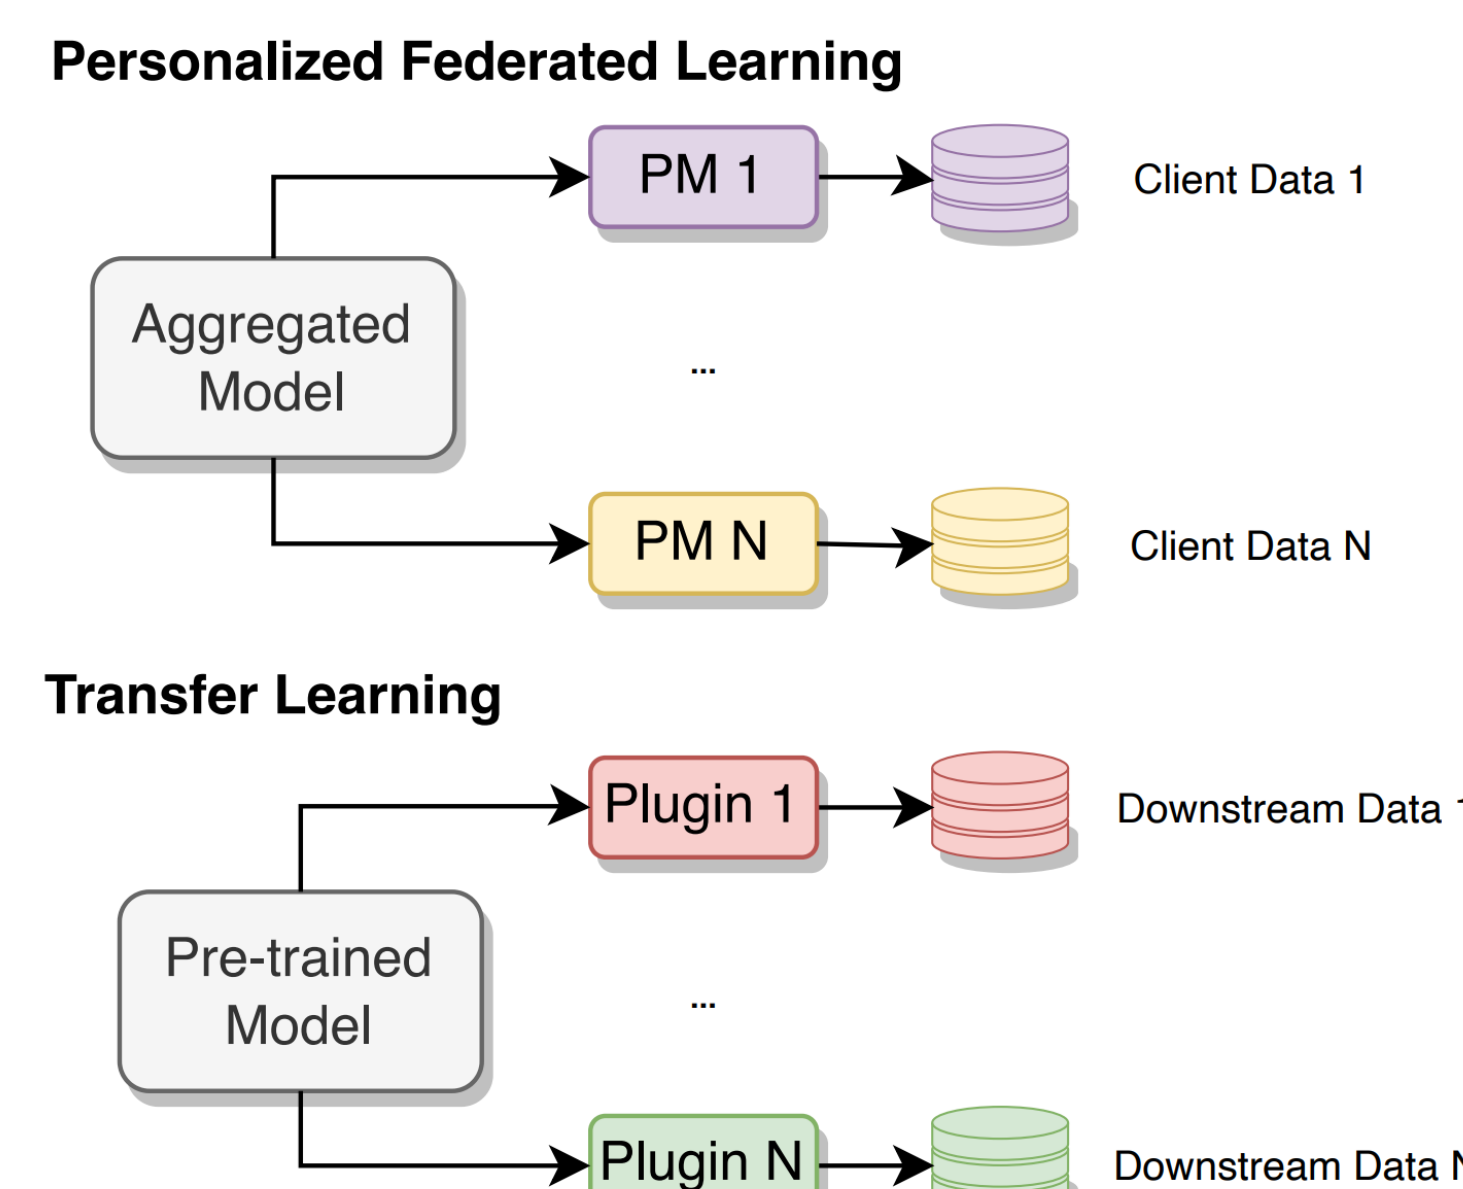 Personalized Federated Learning
PM 1
Client Data 1
Aggregated
Model
...
PM N
Client Data N
Transfer Learning
Plugin 1
Downstream Data 1
Pre-trained
Model
...
Plugin N
Downstream Data N